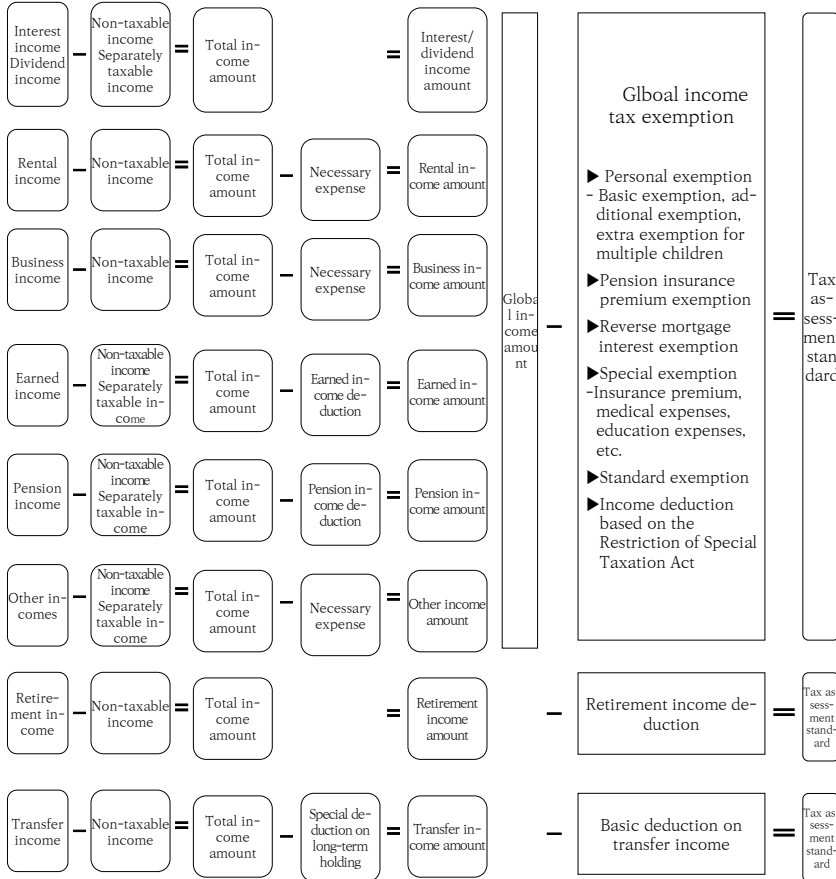 Interest
income
Dividend
income
–
Non-taxable
income
Separately
taxable
income
=
Total in-
come
amount
=
Interest/
dividend
income
amount
Rental
income
–
Non-taxable
income
=
Total in-
come
amount
–
Necessary
expense
=
Rental in-
come amount
Business
income
–
Non-taxable
income
=
Total in-
come
amount
–
Necessary
expense
=
Business in-
come amount
Earned
income
–
Non-taxable
income
Separately
taxable in-
come
=
Total in-
come
amount
–
Earned in-
come de-
duction
=
Earned in-
come amount
Pension
income
–
Non-taxable
income
Separately
taxable in-
come
=
Total in-
come
amount
–
Pension in-
come de-
duction
=
Pension in-
come amount
Other in-
comes
–
Non-taxable
income
Separately
taxable in-
come
=
Total in-
come
amount
–
Necessary
expense
=
Other income
amount
Globa
l in-
come
amou
nt
–
Glboal income
tax exemption
▶ Personal exemption
- Basic exemption, ad-
ditional exemption,
extra exemption for
multiple children
▶Pension insurance
premium exemption
▶Reverse mortgage
interest exemption
▶Special exemption
-Insurance premium,
medical expenses,
education expenses,
etc.
▶Standard exemption
▶Income deduction
based on the
Restriction of Special
Taxation Act
=
Tax
as-
sess-
ment
stan
dard
Retire-
ment in-
come
–
Non-taxable
income
=
Total in-
come
amount
=
Retirement
income
amount
–
Retirement income de-
duction
=
Tax as
sess-
ment
stand-
ard
Transfer
income
–
Non-taxable
income
=
Total in-
come
amount
–
Special de-
duction on
long-term
holding
=
Transfer in-
come amount
–
Basic deduction on
transfer income
=
Tax as
sess-
ment
stand-
ard